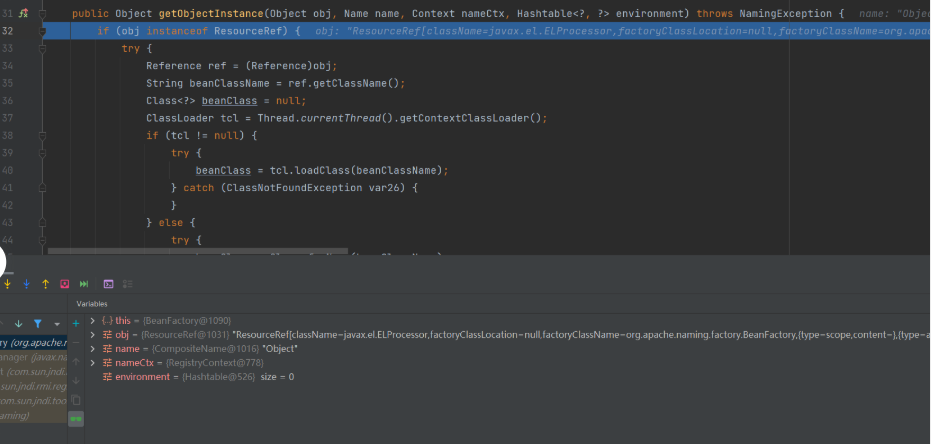 31 public Object getObjectInstance(Object obj, Name name, Context nameCtx, Hashtable<?, ?> environment) throws NamingException { name: "Obje
32 if (obj instanceof ResourceRef) { obj: "ResourceRef[className=javax.el.ELProcessor,factoryClassLocation=null,factoryClassName=org.apac
33 try {
34 Reference ref = (Reference)obj;
35 String beanClassName = ref.getClassName();
36 Class<?> beanClass = null;
37 ClassLoader tcl = Thread.currentThread().getContextClassLoader();
38 if (tcl != null) {
39 try {
40 beanClass = tcl.loadClass(beanClassName);
41 } catch (ClassNotFoundException var26) {
42 }
43 } else {
44 try {
Variables
this = {BeanFactory@1090}
ry (org.apache.n
obj = {ResourceRef@1031} "ResourceRef[className=javax.el.ELProcessor,factoryClassLocation=null,factoryClassName=org.apache.naming.factory.BeanFactory,{type=scope,content=},{type=a
anager (javax.na
name = {CompositeName@1016} "Object"
t (com.sun.jndi.
nameCtx = {RegistryContext@778}
sun.jndi.rmi.reg
environment = {Hashtable@526} size = 0
om.sun.jndi.too
aming)